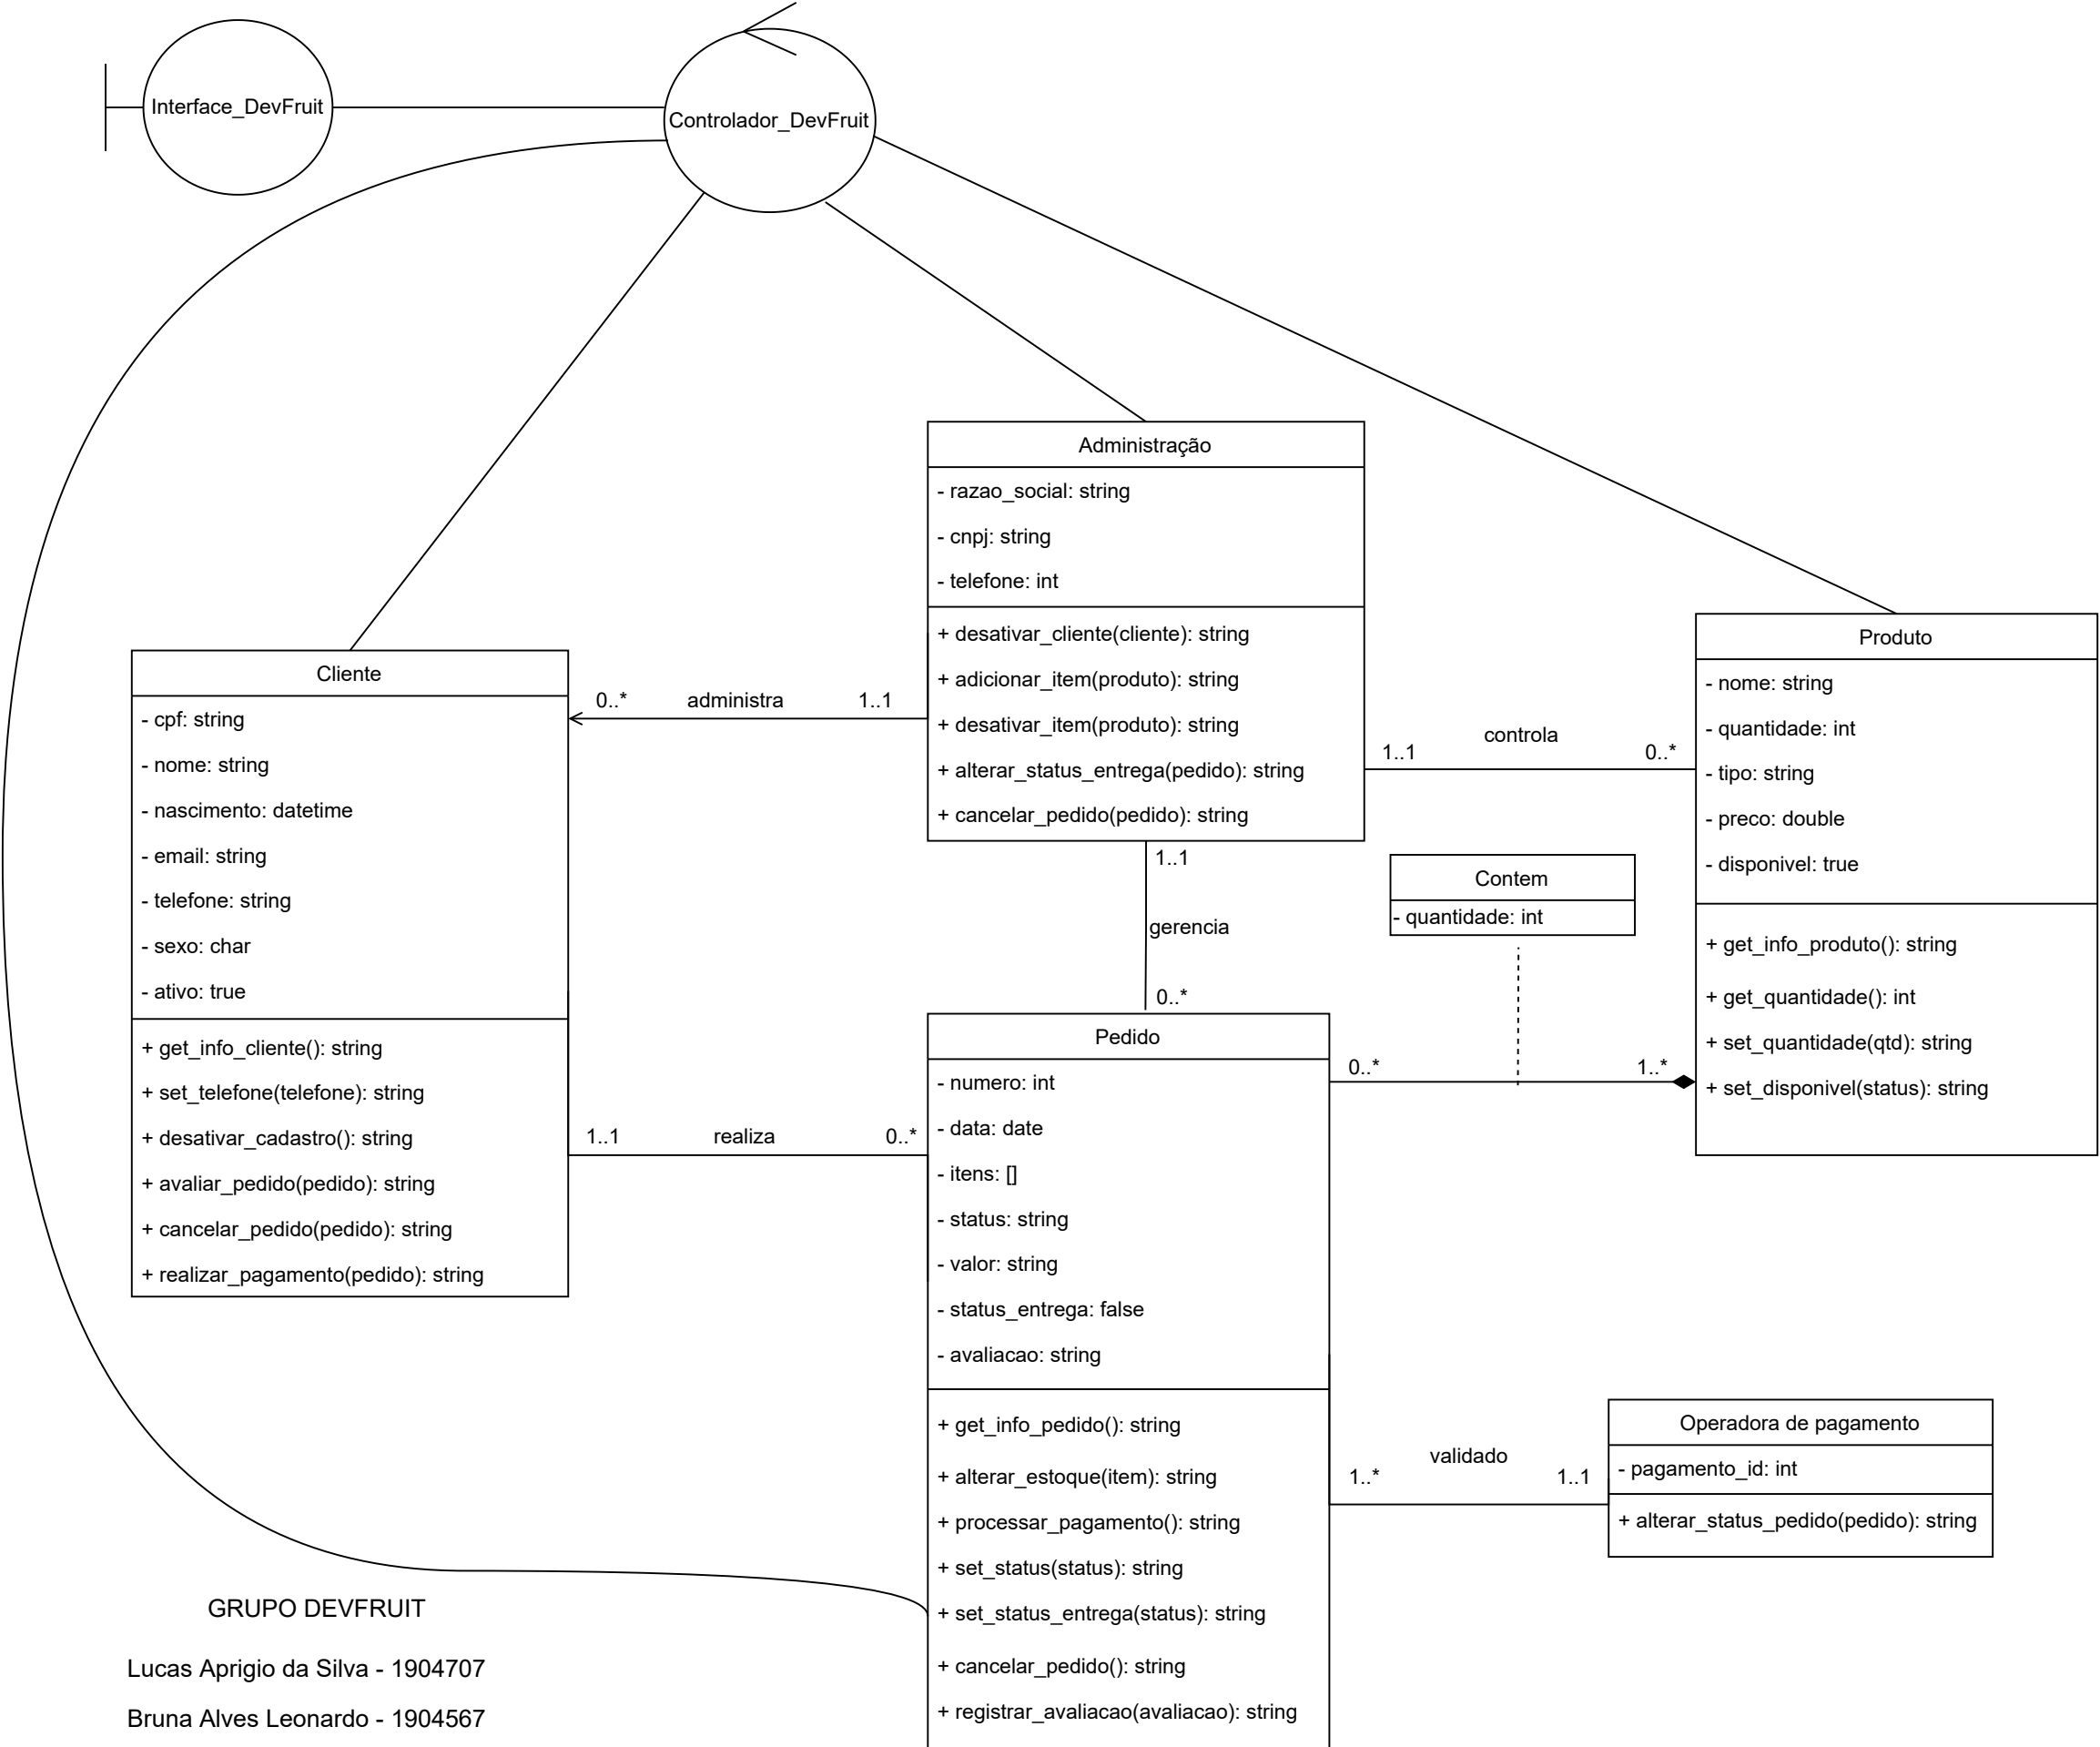 Interface_DevFruit
Controlador_DevFruit
Administração
- razao_social: string
- cnpj: string
- telefone: int
+ desativar_cliente(cliente): string
+ adicionar_item(produto): string
+ desativar_item(produto): string
+ alterar_status_entrega(pedido): string
+ cancelar_pedido(pedido): string
Produto
- nome: string
- quantidade: int
- tipo: string
- preco: double
- disponivel: true
+ get_info_produto(): string
+ get_quantidade(): int
+ set_quantidade(qtd): string
+ set_disponivel(status): string
Cliente
- cpf: string
- nome: string
- nascimento: datetime
- email: string
- telefone: string
- sexo: char
- ativo: true
+ get_info_cliente(): string
+ set_telefone(telefone): string
+ desativar_cadastro(): string
+ avaliar_pedido(pedido): string
+ cancelar_pedido(pedido): string
+ realizar_pagamento(pedido): string
0..* administra 1..1
controla
1..1 0..*
1..1
gerencia
0..*
Contem
- quantidade: int
0..* 1..*
1..1 realiza 0..*
Pedido
- numero: int
- data: date
- itens: []
- status: string
- valor: string
- status_entrega: false
- avaliacao: string
+ get_info_pedido(): string
+ alterar_estoque(item): string
+ processar_pagamento(): string
+ set_status(status): string
+ set_status_entrega(status): string
+ cancelar_pedido(): string
+ registrar_avaliacao(avaliacao): string
validado
1..* 1..1
Operadora de pagamento
- pagamento_id: int
+ alterar_status_pedido(pedido): string
GRUPO DEVFRUIT
Lucas Aprigio da Silva - 1904707
Bruna Alves Leonardo - 1904567